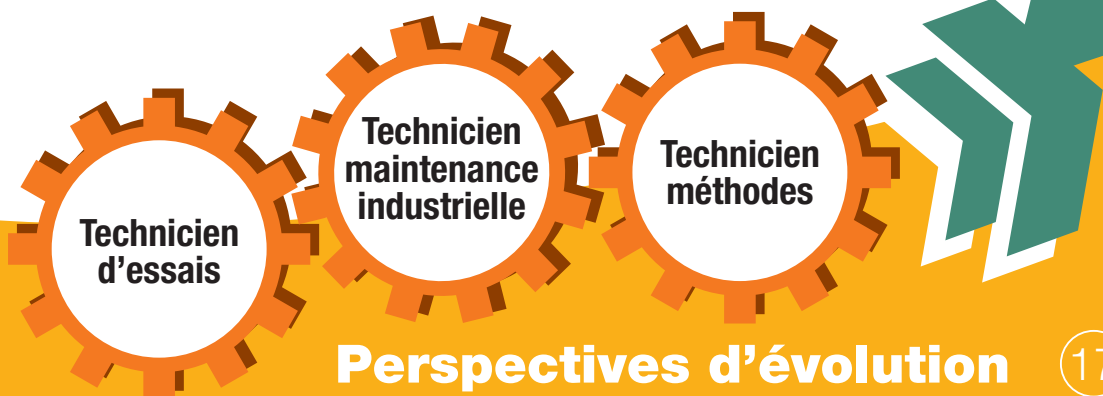 Technicien
d'essais
Technicien
maintenance
industrielle
Technicien
méthodes
Perspectives d'évolution
17